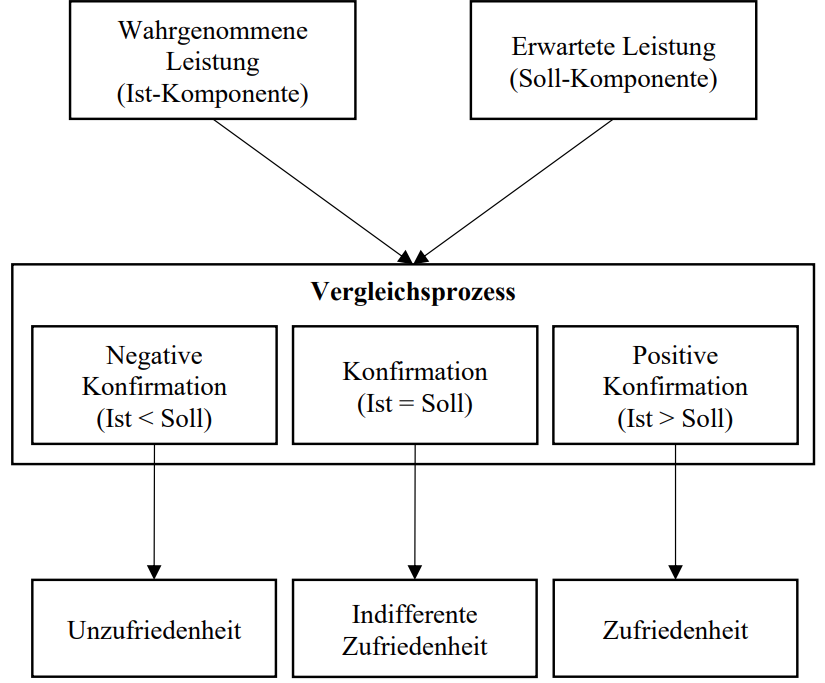 Wahrgenommene
Leistung
(Ist-Komponente)
Erwartete Leistung
(Soll-Komponente)
Vergleichsprozess
Negative
Konfirmation
(Ist < Soll)
Konfirmation
(Ist = Soll)
Positive
Konfirmation
(Ist > Soll)
Unzufriedenheit
Indifferente
Zufriedenheit
Zufriedenheit